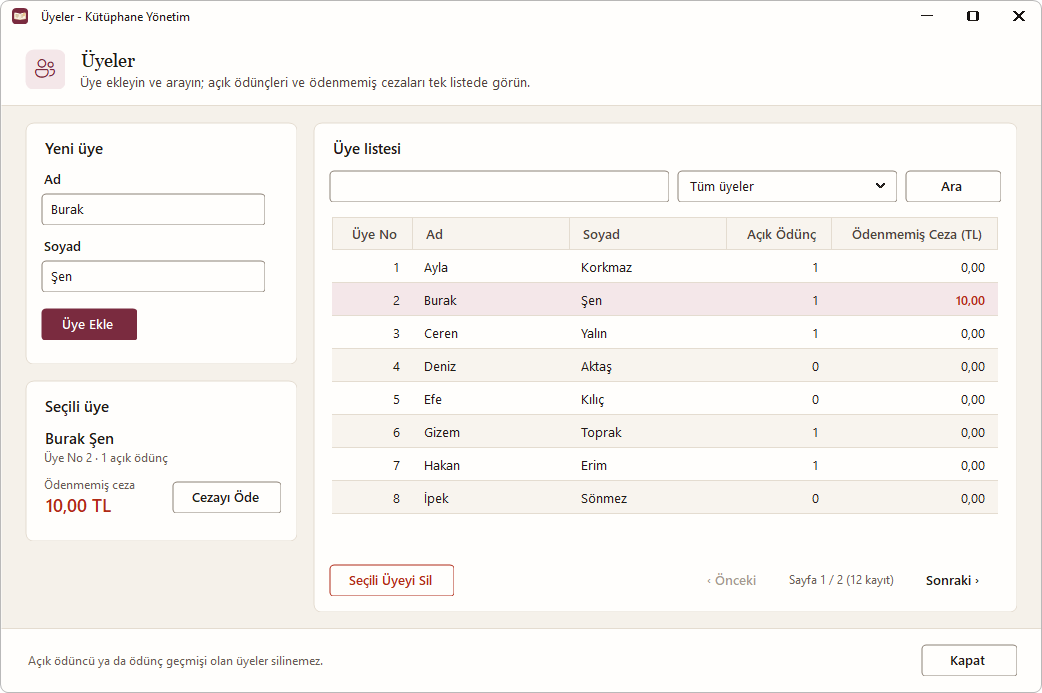 Üyeler - Kütüphane Yönetim
Üyeler
Üye ekleyin ve arayın; açık ödünçleri ve ödenmemiş cezaları tek listede görün.
Yeni üye
Ad
Burak
Soyad
Şen
Üye Ekle
Seçili üye
Burak Şen
Üye No 2 · 1 açık ödünç
Ödenmemiş ceza
10,00 TL
Cezayı Öde
Üye listesi
Tüm üyeler
Ara
Üye No Ad Soyad Açık Ödünç Ödenmemiş Ceza (TL)
1 Ayla Korkmaz 1 0,00
2 Burak Şen 1 10,00
3 Ceren Yalın 1 0,00
4 Deniz Aktaş 0 0,00
5 Efe Kılıç 0 0,00
6 Gizem Toprak 1 0,00
7 Hakan Erim 1 0,00
8 İpek Sönmez 0 0,00
Seçili Üyeyi Sil
‹ Önceki
Sayfa 1 / 2 (12 kayıt)
Sonraki ›
Açık ödüncü ya da ödünç geçmişi olan üyeler silinemez.
Kapat